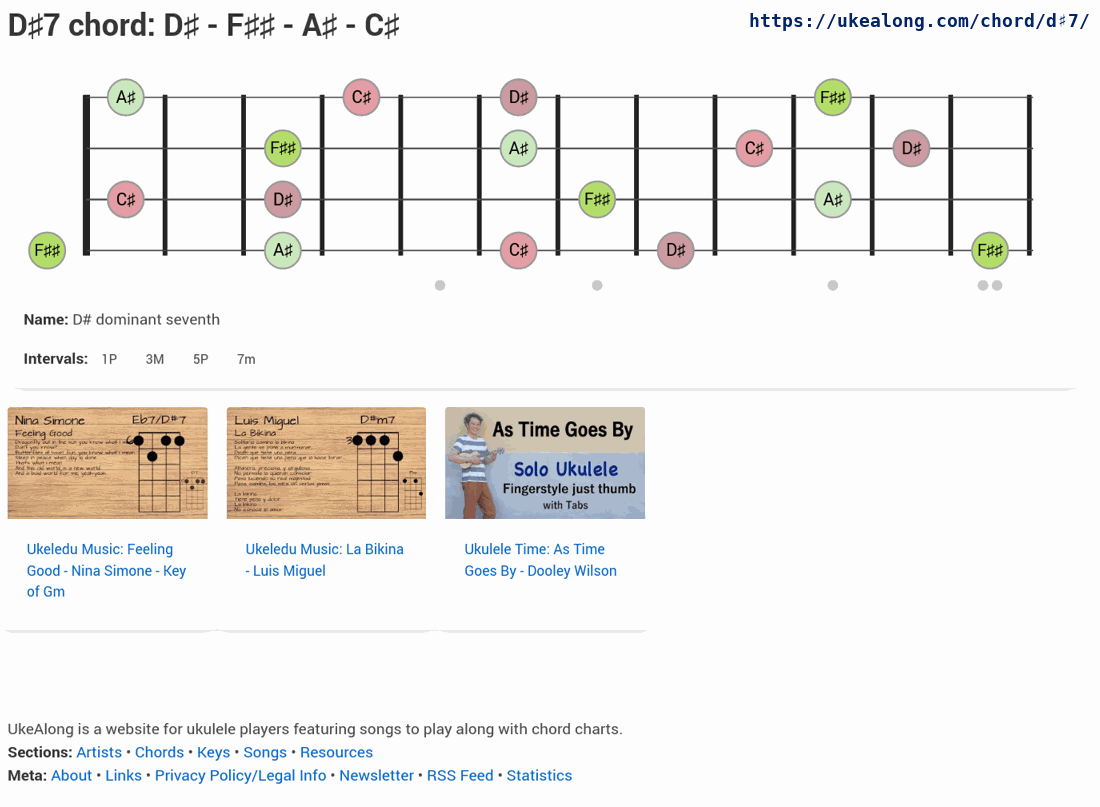 D♯7 chord: D♯ - F♯♯ - A♯ - C♯
https://ukealong.com/chord/d♯7/
A♯ C♯ D♯ F♯♯
F♯♯ A♯ C♯ D♯
C♯ D♯ F♯♯ A♯
F♯♯ A♯ C♯ D♯ F♯♯
Name: D# dominant seventh
Intervals: 1P 3M 5P 7m
Nina Simone Eb7/D#7
Feeling Good
Luis Miguel D#m7
La Bikina
3
As Time Goes By
Solo Ukulele
Fingerstyle just thumb
with Tabs
Ukeledu Music: Feeling
Good - Nina Simone - Key
of Gm
Ukeledu Music: La Bikina
- Luis Miguel
Ukulele Time: As Time
Goes By - Dooley Wilson
UkeAlong is a website for ukulele players featuring songs to play along with chord charts.
Sections: Artists • Chords • Keys • Songs • Resources
Meta: About • Links • Privacy Policy/Legal Info • Newsletter • RSS Feed • Statistics